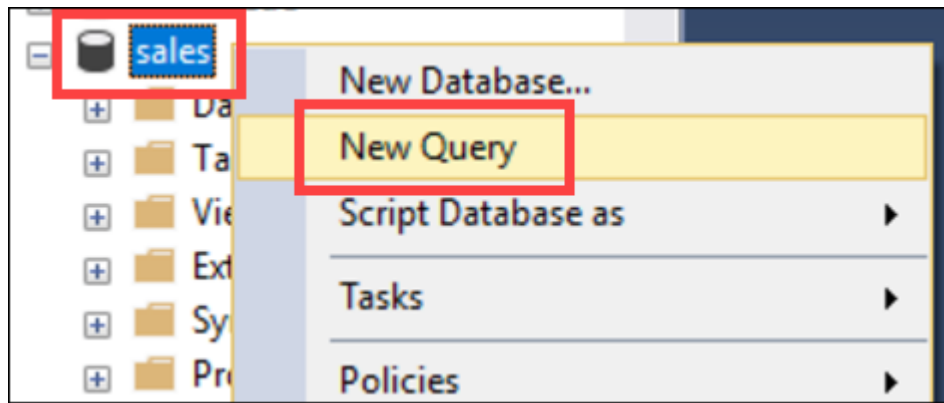 sales
New Database...
New Query
Script Database as
Tasks
Policies